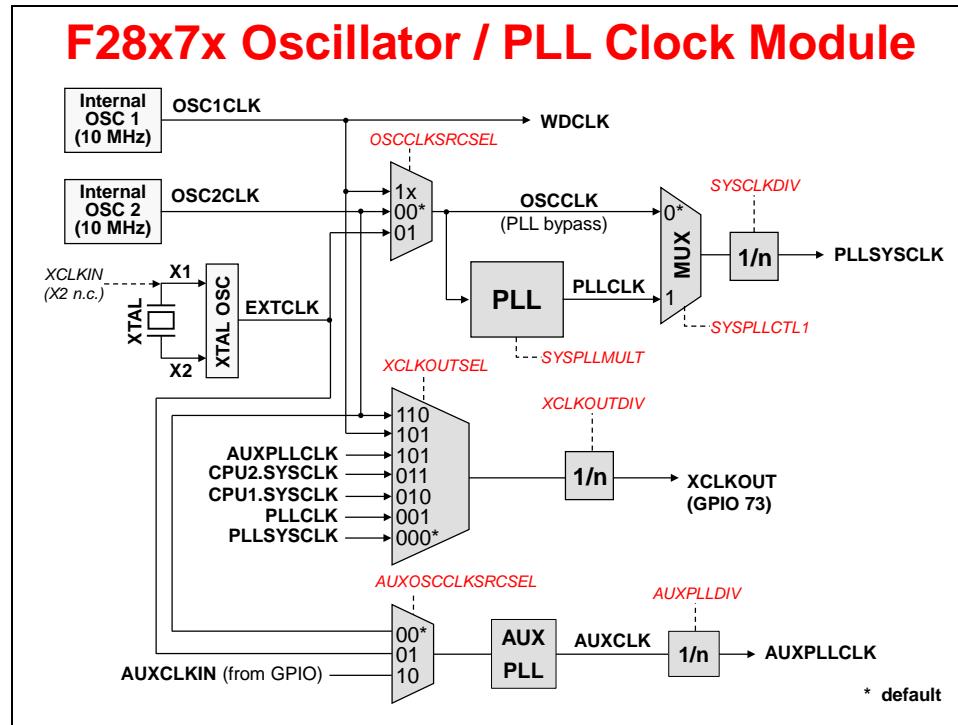 F28x7x Oscillator / PLL Clock Module
Internal
OSC 1
(10 MHz)
OSC1CLK
WDCLK
OSCCLKSRCSEL
Internal
OSC 2
(10 MHz)
OSC2CLK
1x
00*
01
OSCCLK
(PLL bypass)
SYSCLKDIV
0*
MUX
1
1/n
PLLSYSCLK
XCLKIN
(X2 n.c.)
X1
XTAL
X2
XTAL OSC
EXTCLK
PLL
PLLCLK
SYSPLLCTL1
SYSPLLMULT
XCLKOUTSEL
XCLKOUTDIV
110
101
AUXPLLCLK 101
CPU2.SYSCLK 011
CPU1.SYSCLK 010
PLLCLK 001
PLLSYSCLK 000*
1/n
XCLKOUT
(GPIO 73)
AUXOSCCLKSRCSEL
AUXPLLDIV
00*
01
AUXCLKIN (from GPIO) 10
AUX
PLL
AUXCLK
1/n
AUXPLLCLK
* default